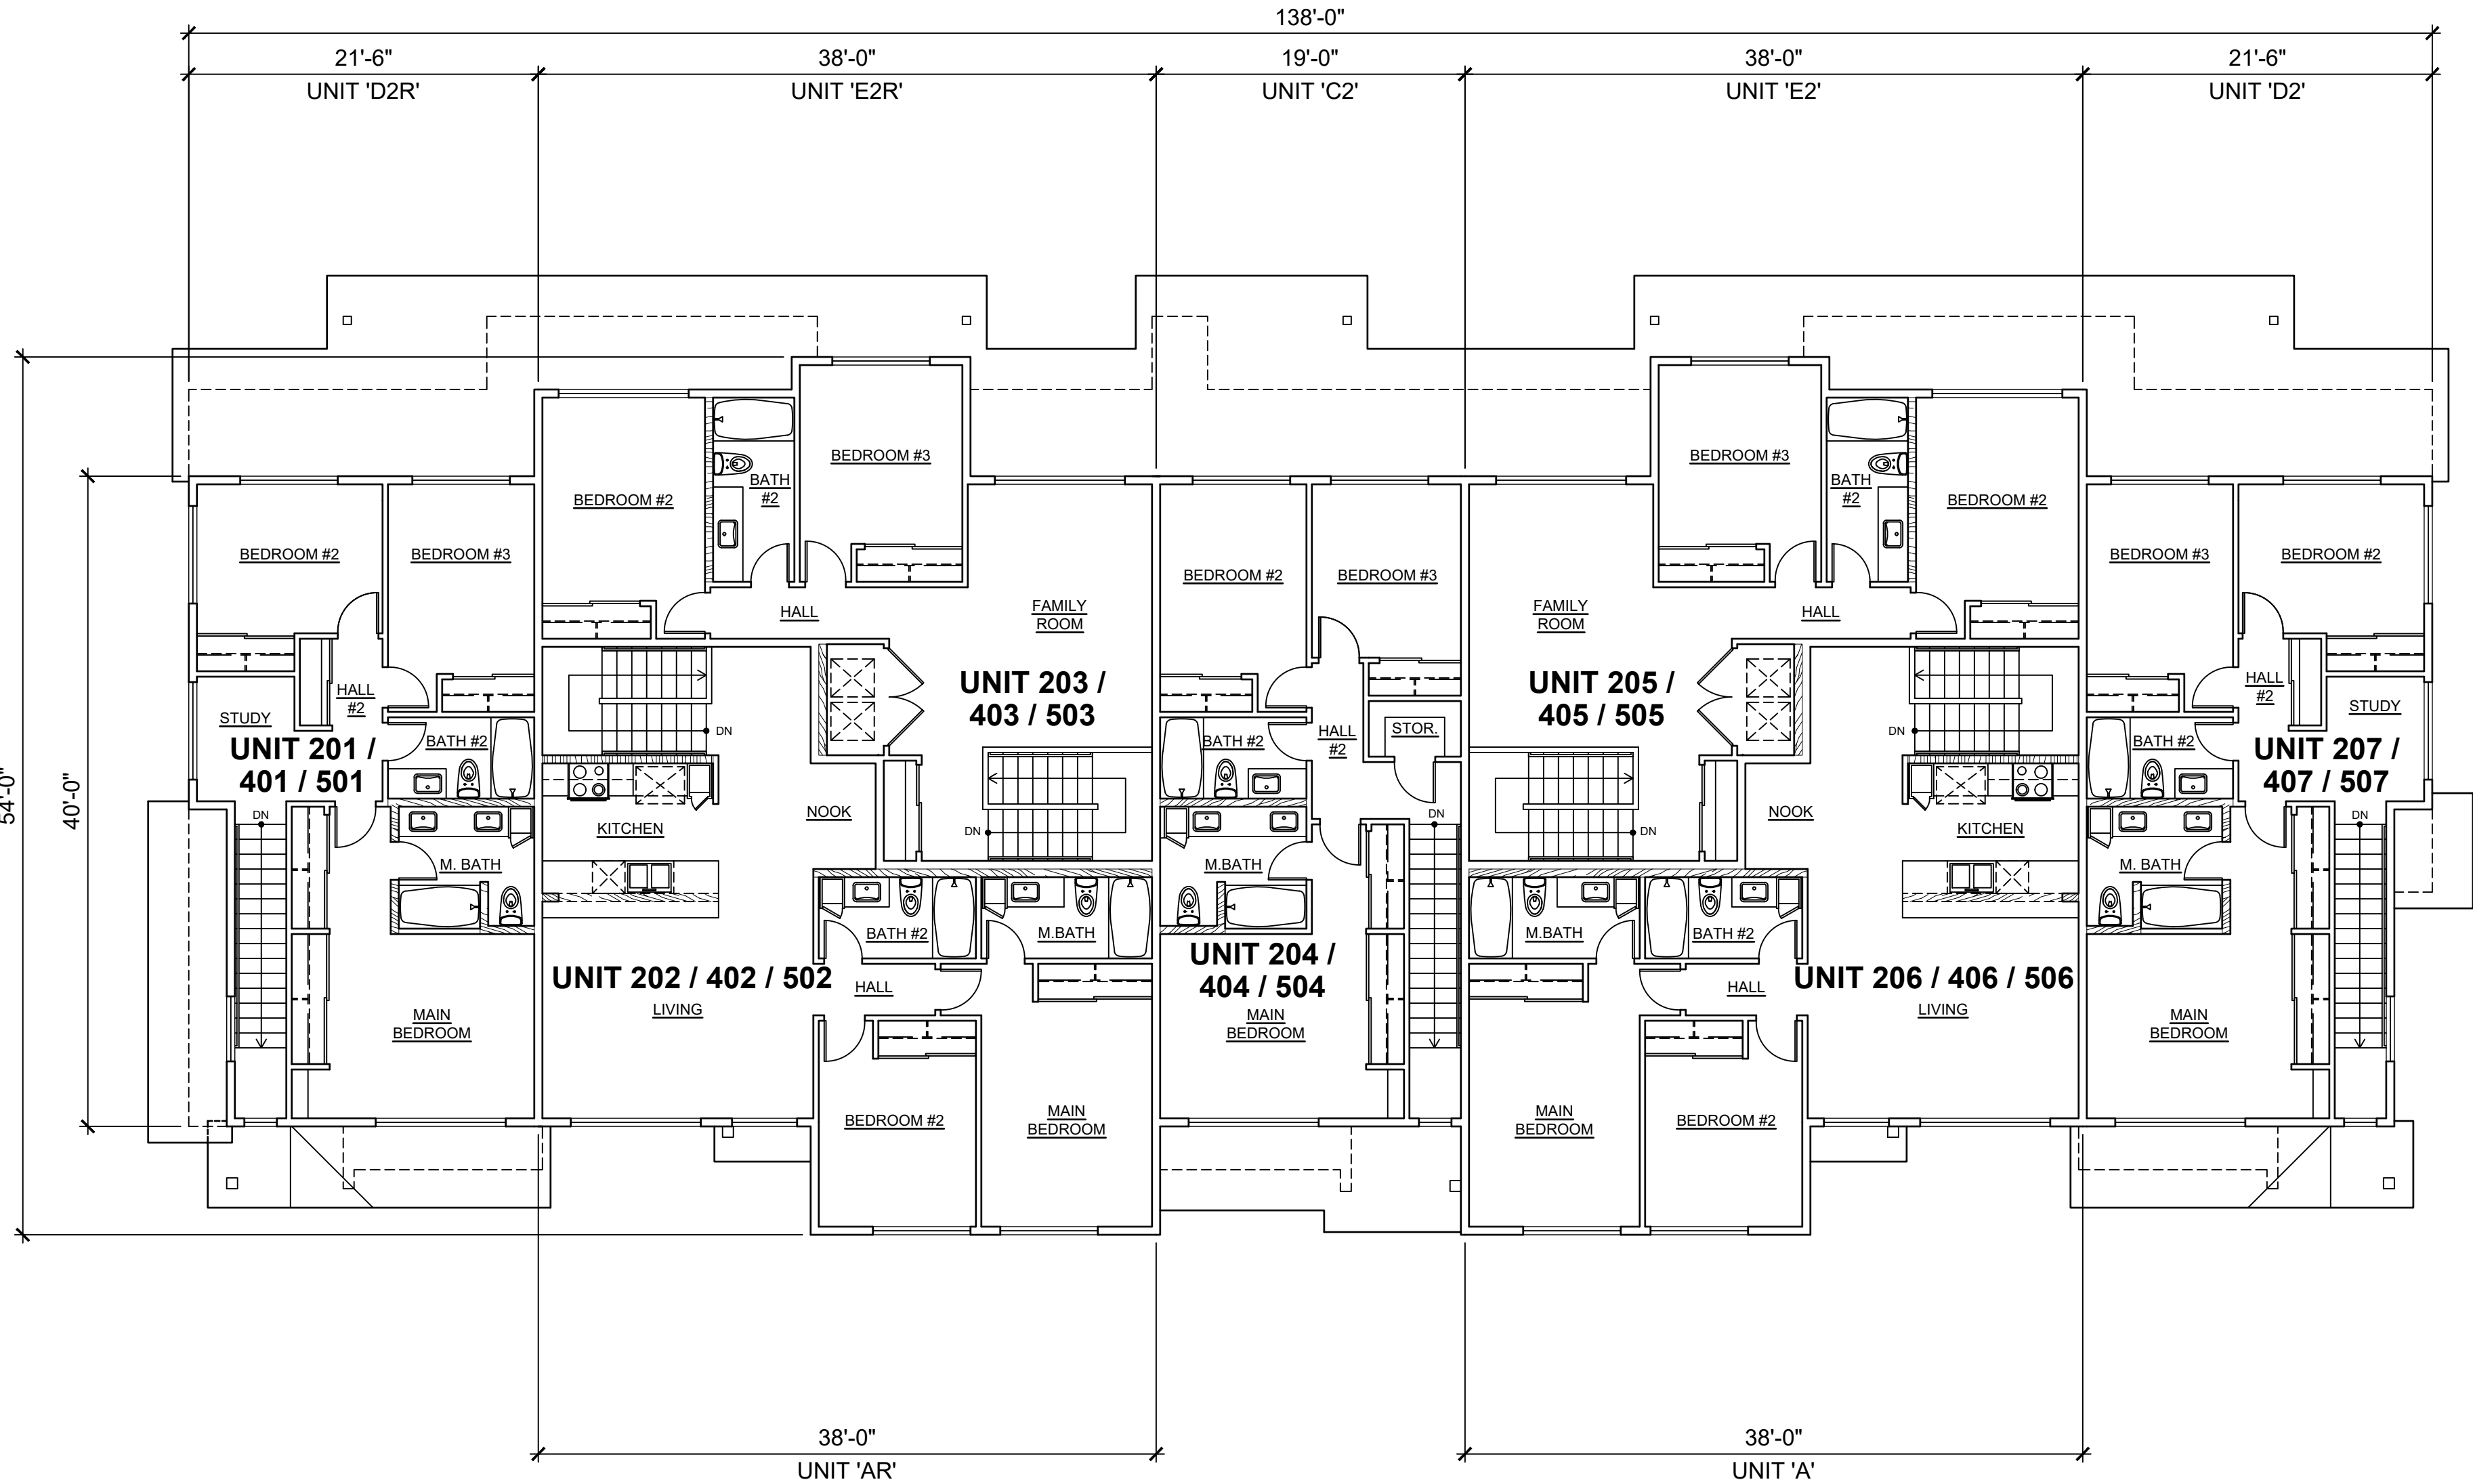 138'-0"
21'-6"
38'-0"
19'-0"
38'-0"
21'-6"
UNIT 'D2R'
UNIT 'E2R'
UNIT 'C2'
UNIT 'E2'
UNIT 'D2'
54'-0"
40'-0"
BEDROOM #2
BEDROOM #3
HALL
#2
STUDY
UNIT 201 /
401 / 501
BATH #2
DN
M. BATH
MAIN
BEDROOM
BEDROOM #2
BATH
#2
BEDROOM #3
HALL
FAMILY
ROOM
UNIT 203 /
403 / 503
DN
DN
KITCHEN
NOOK
UNIT 202 / 402 / 502
LIVING
BATH #2
M.BATH
HALL
BEDROOM #2
MAIN
BEDROOM
BEDROOM #2
BEDROOM #3
BATH #2
HALL
#2
STOR.
DN
M.BATH
UNIT 204 /
404 / 504
MAIN
BEDROOM
BEDROOM #3
BATH
#2
BEDROOM #2
FAMILY
ROOM
HALL
UNIT 205 /
405 / 505
DN
DN
NOOK
KITCHEN
M.BATH
BATH #2
HALL
UNIT 206 / 406 / 506
LIVING
MAIN
BEDROOM
BEDROOM #2
BEDROOM #3
BEDROOM #2
HALL
#2
STUDY
BATH #2
UNIT 207 /
407 / 507
DN
M. BATH
MAIN
BEDROOM
38'-0"
UNIT 'AR'
38'-0"
UNIT 'A'